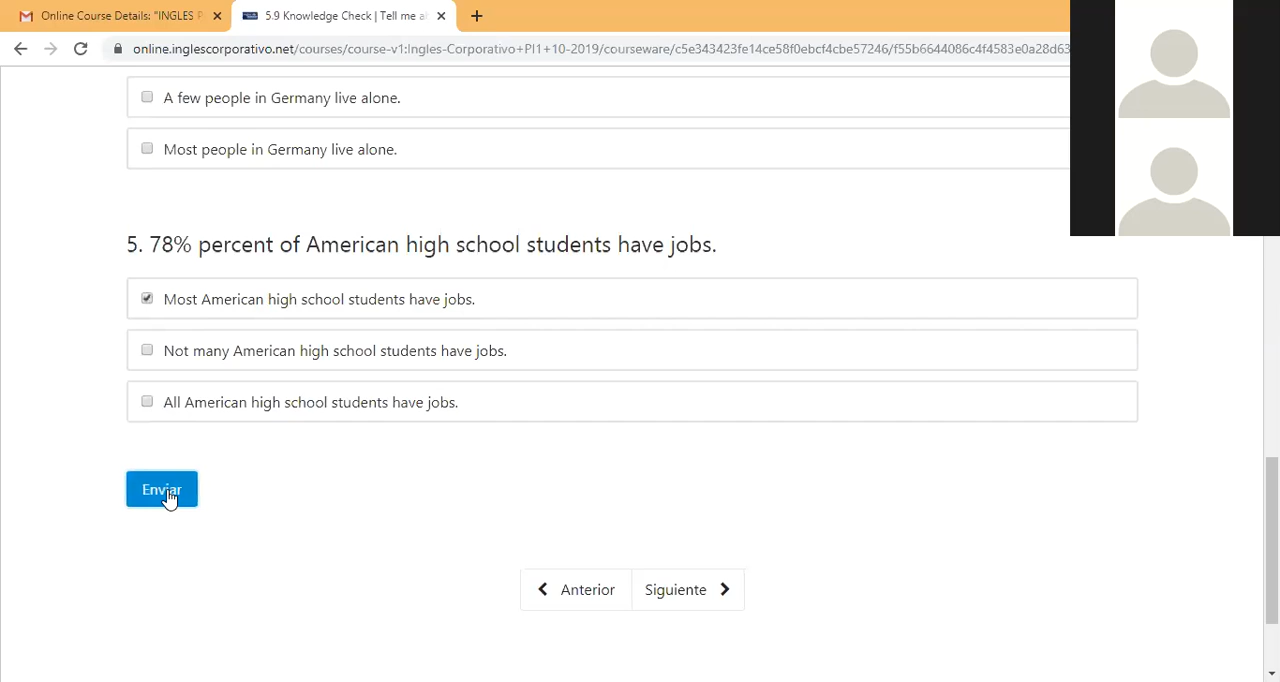 Online Course Details: "INGLES P
5.9 Knowledge Check | Tell me a
online.inglescorporativo.net/courses/course-v1:Ingles-Corporativo+PI1+10-2019/courseware/c5e343423fe14ce58f0ebcf4cbe57246/f55b6644086c4f4583e0a28d63
A few people in Germany live alone.
Most people in Germany live alone.
5. 78% percent of American high school students have jobs.
Most American high school students have jobs.
Not many American high school students have jobs.
All American high school students have jobs.
Enviar
Anterior
Siguiente